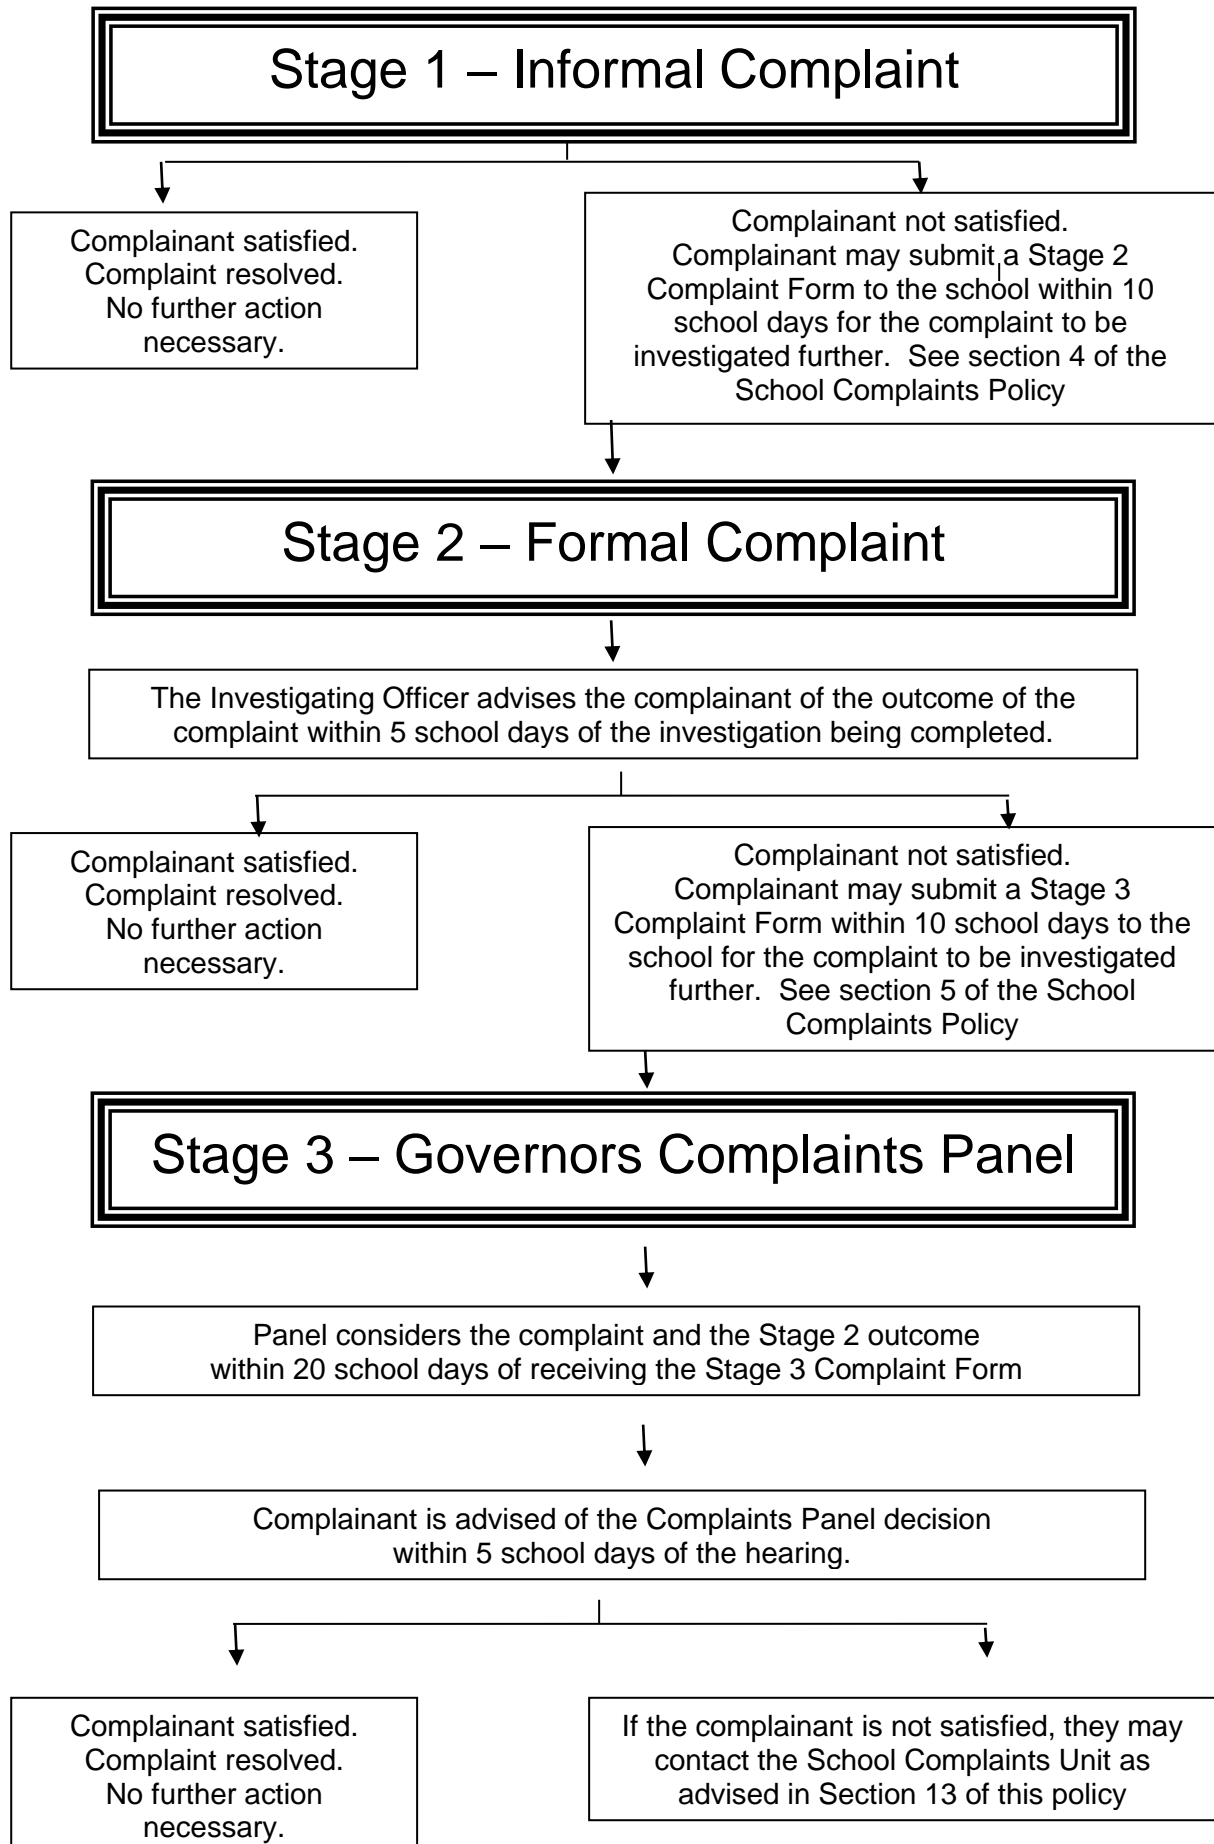 Stage 1 – Informal Complaint
Complainant satisfied.
Complaint resolved.
No further action
necessary.
Complainant not satisfied.
Complainant may submit a Stage 2
Complaint Form to the school within 10
school days for the complaint to be
investigated further.  See section 4 of the
School Complaints Policy
Stage 2 – Formal Complaint
The Investigating Officer advises the complainant of the outcome of the
complaint within 5 school days of the investigation being completed.
Complainant satisfied.
Complaint resolved.
No further action
necessary.
Complainant not satisfied.
Complainant may submit a Stage 3
Complaint Form within 10 school days to the
school for the complaint to be investigated
further.  See section 5 of the School
Complaints Policy
Stage 3 – Governors Complaints Panel
Panel considers the complaint and the Stage 2 outcome
within 20 school days of receiving the Stage 3 Complaint Form
Complainant is advised of the Complaints Panel decision
within 5 school days of the hearing.
Complainant satisfied.
Complaint resolved.
No further action
necessary.
If the complainant is not satisfied, they may
contact the School Complaints Unit as
advised in Section 13 of this policy